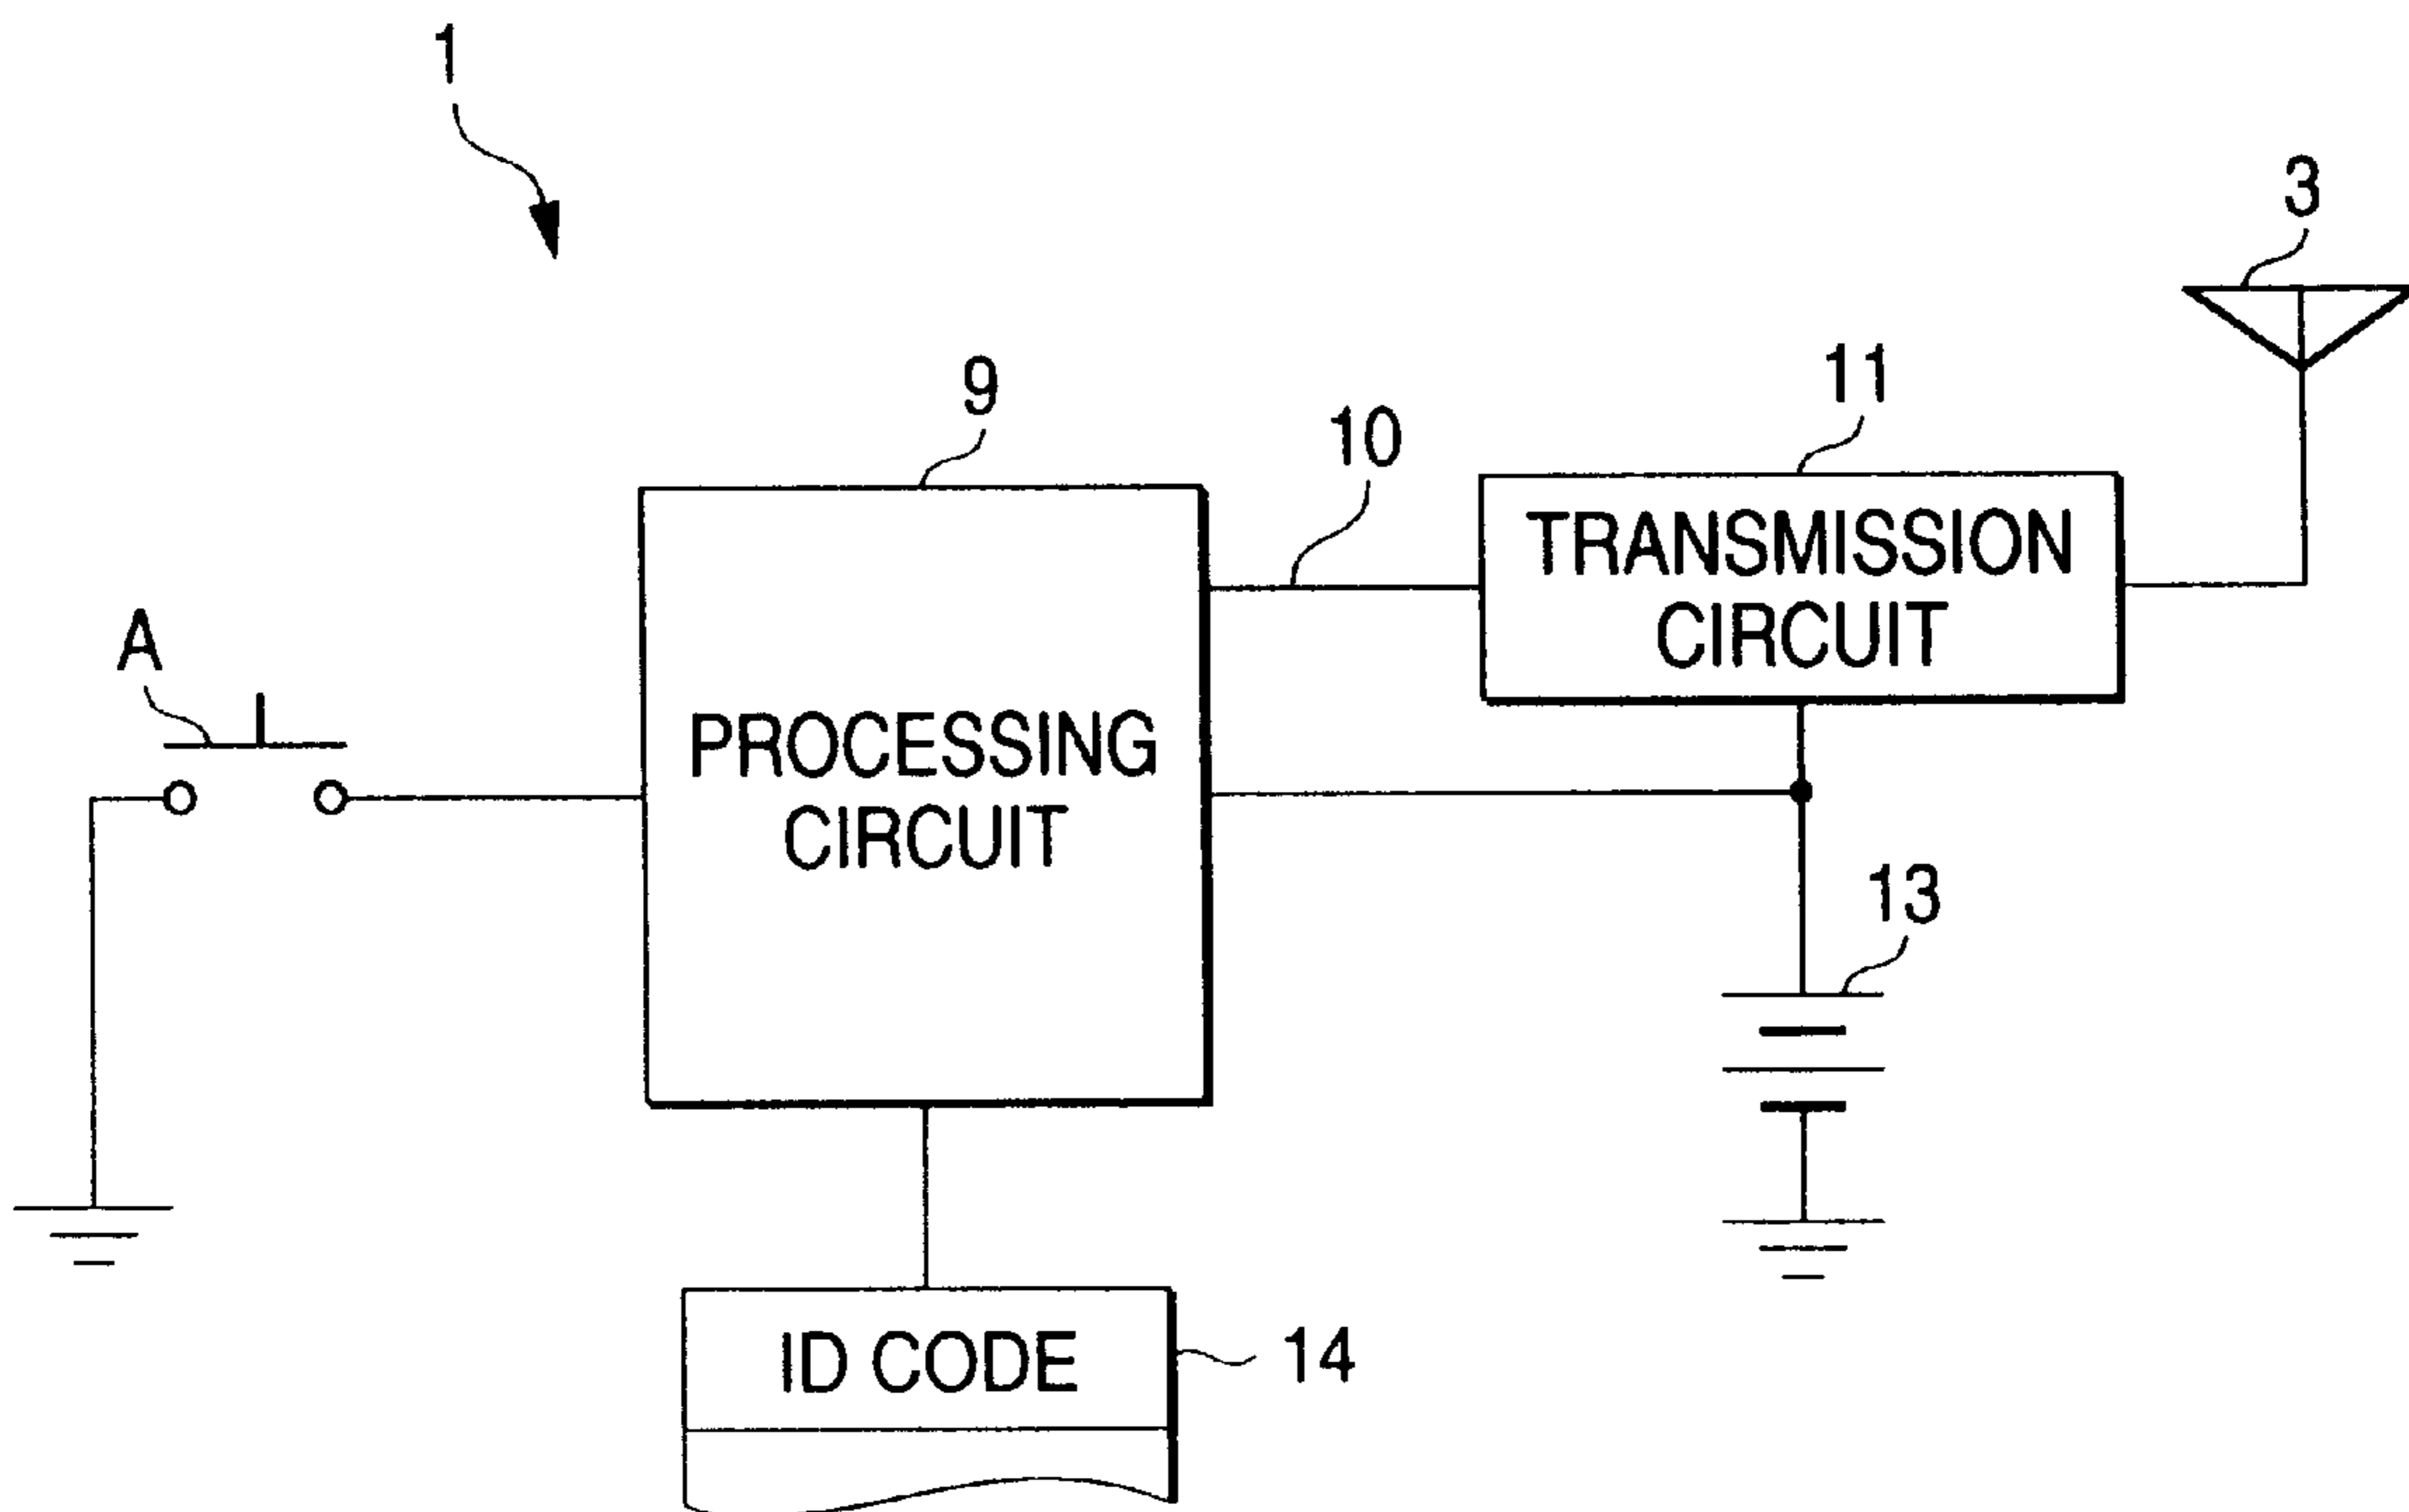 1
3
9
11
10
TRANSMISSION
CIRCUIT
A
PROCESSING
CIRCUIT
13
ID CODE
14